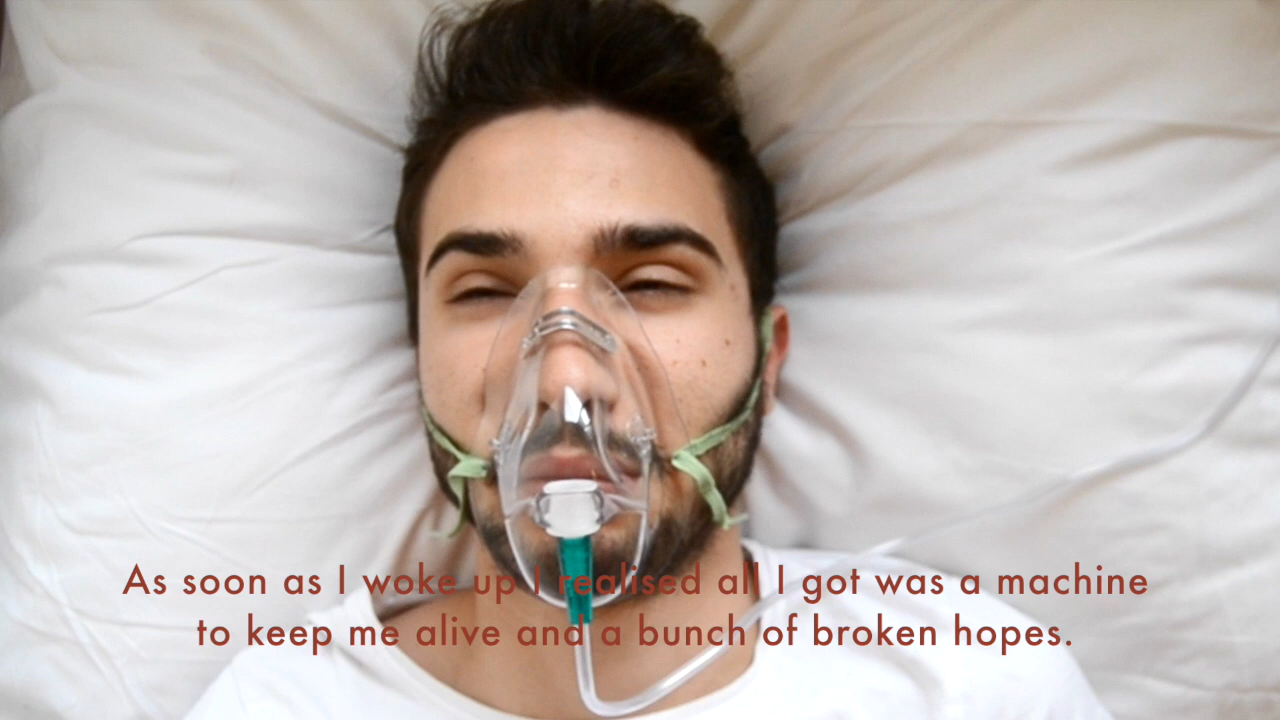 As soon as I woke up I realised all I got was a machine
to keep me alive and a bunch of broken hopes.